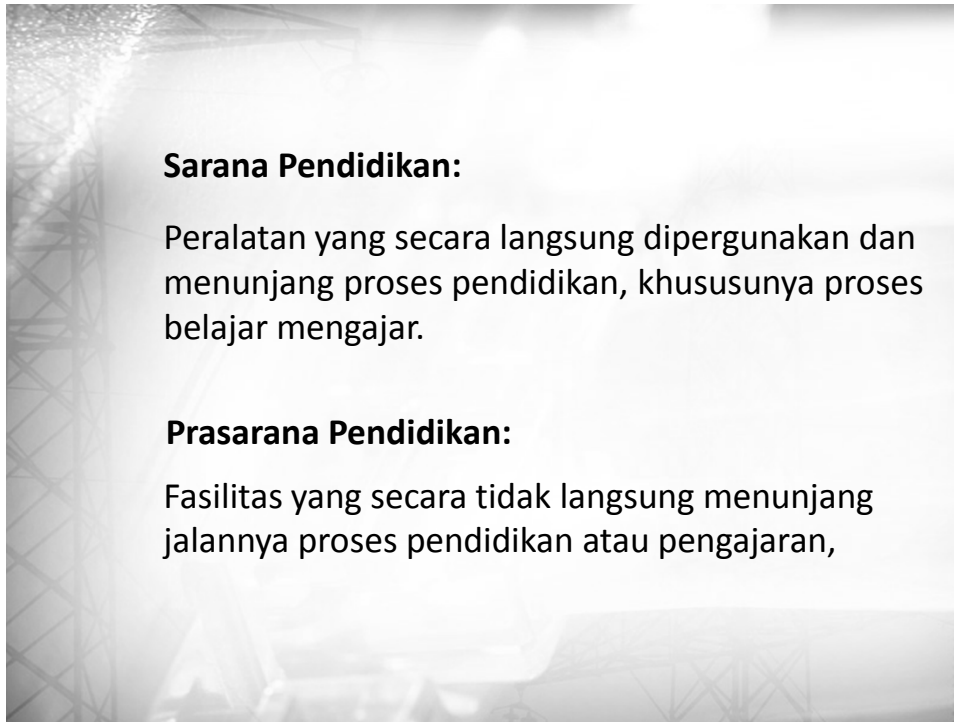 Sarana Pendidikan:
Peralatan yang secara langsung dipergunakan dan
menunjang proses pendidikan, khususunya proses
belajar mengajar.
Prasarana Pendidikan:
Fasilitas yang secara tidak langsung menunjang
jalannya proses pendidikan atau pengajaran,